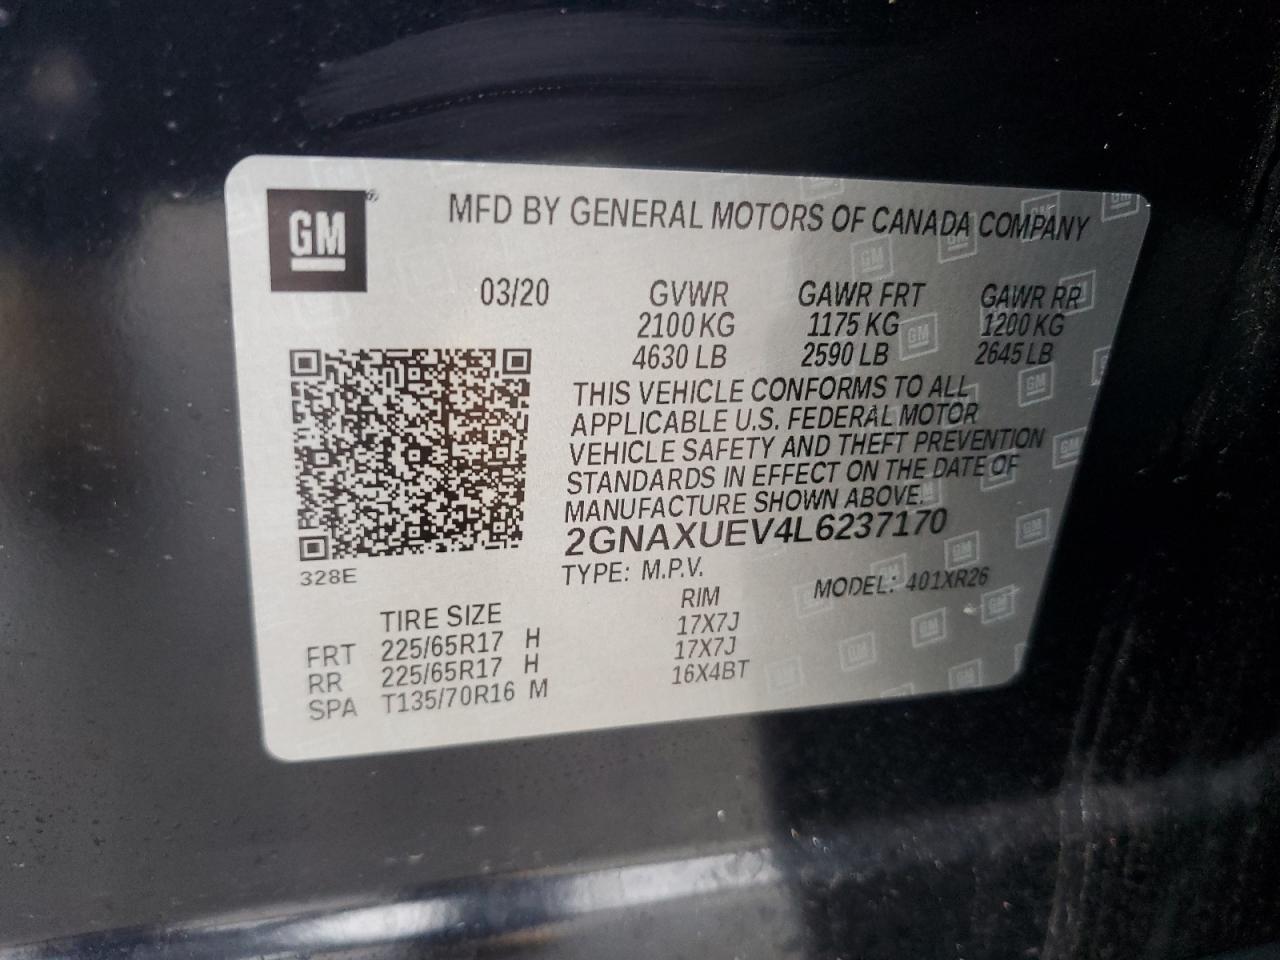 GM
MFD BY GENERAL MOTORS OF CANADA COMPANY
03/20 GVWR GAWR FRT GAWR RR
2100 KG 1175 KG 1200 KG
4630 LB 2590 LB 2645 LB
THIS VEHICLE CONFORMS TO ALL
APPLICABLE U.S. FEDERAL MOTOR
VEHICLE SAFETY AND THEFT PREVENTION
STANDARDS IN EFFECT ON THE DATE OF
MANUFACTURE SHOWN ABOVE.
2GNAXUEV4L6237170
328E
TYPE: M.P.V. MODEL: 401XR26
TIRE SIZE RIM
FRT 225/65R17 H 17X7J
RR 225/65R17 H 17X7J
SPA T135/70R16 M 16X4BT